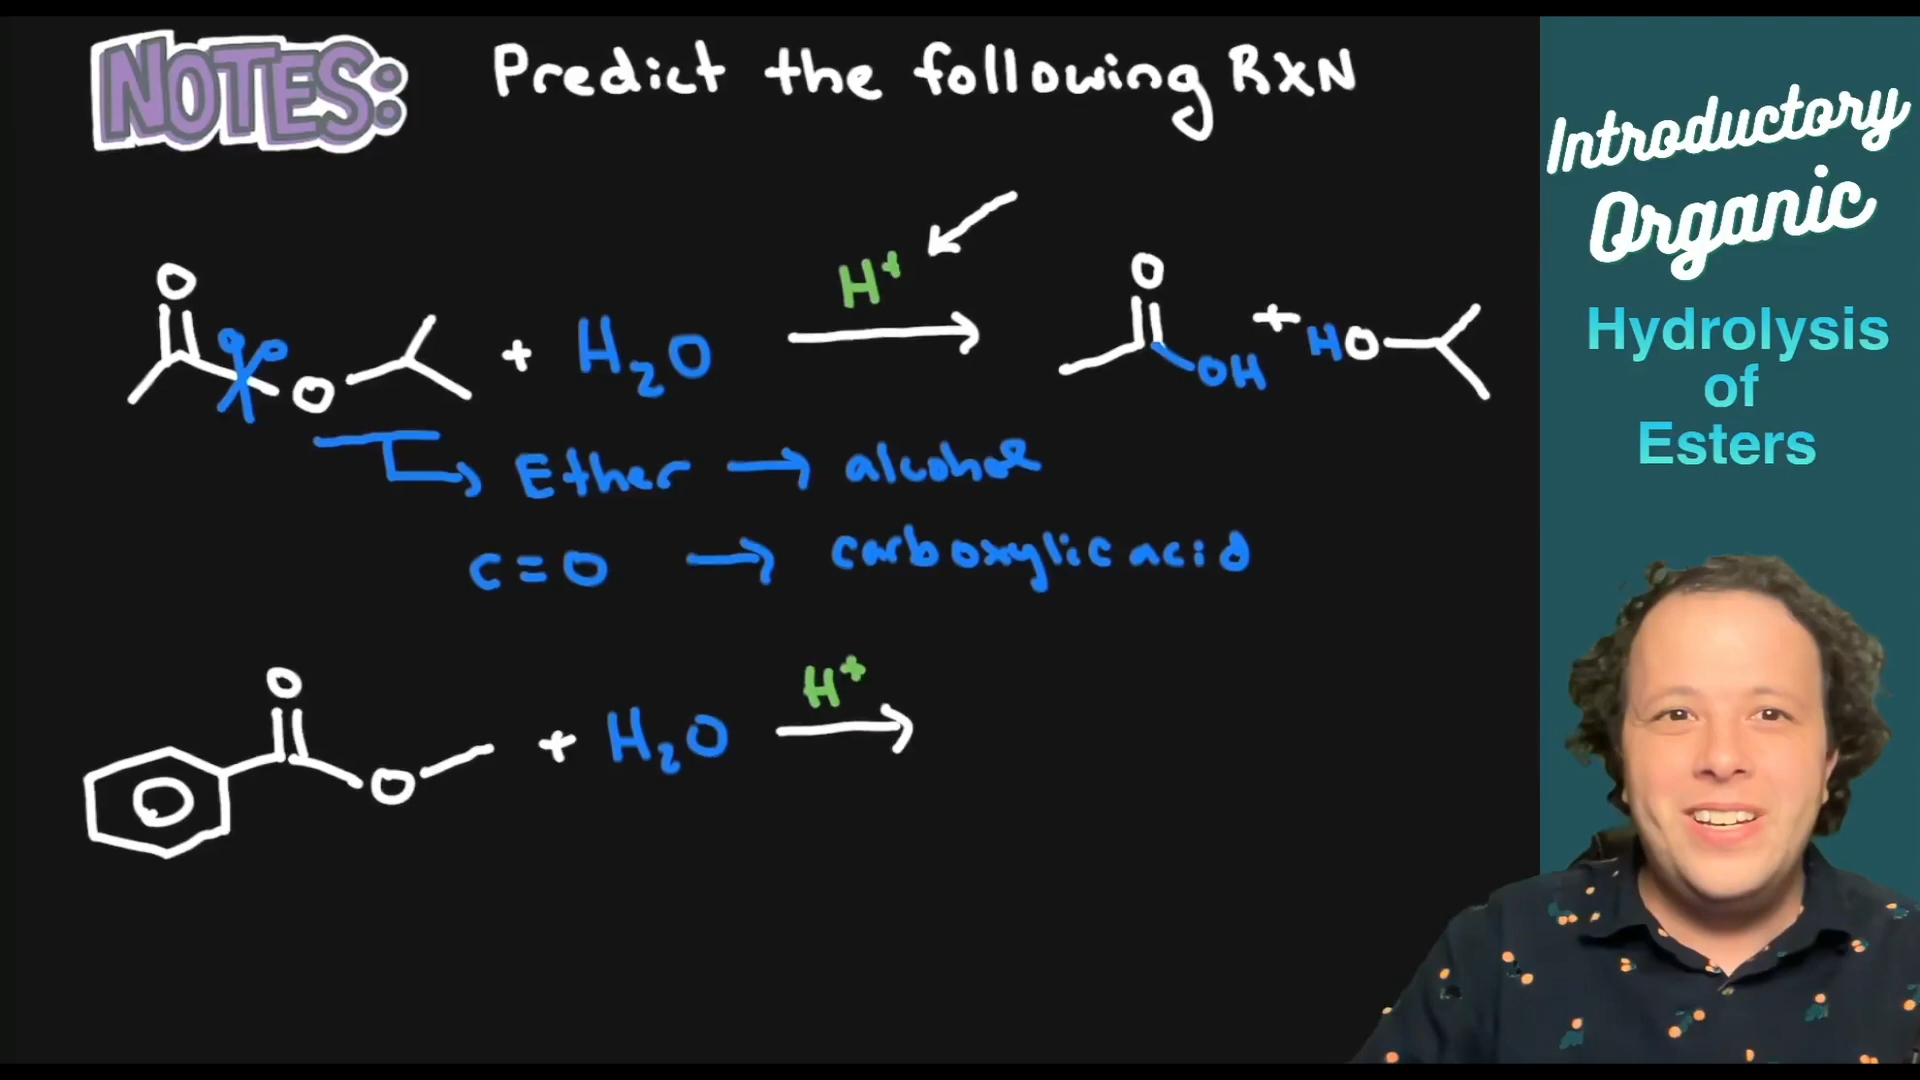 NOTES: Predict the following RXN
H+
O
O + H2O
O
OH + HO
Ether → alcohol
C=O → carboxylic acid
O
O + H2O
H+
Introductory
Organic
Hydrolysis
of
Esters